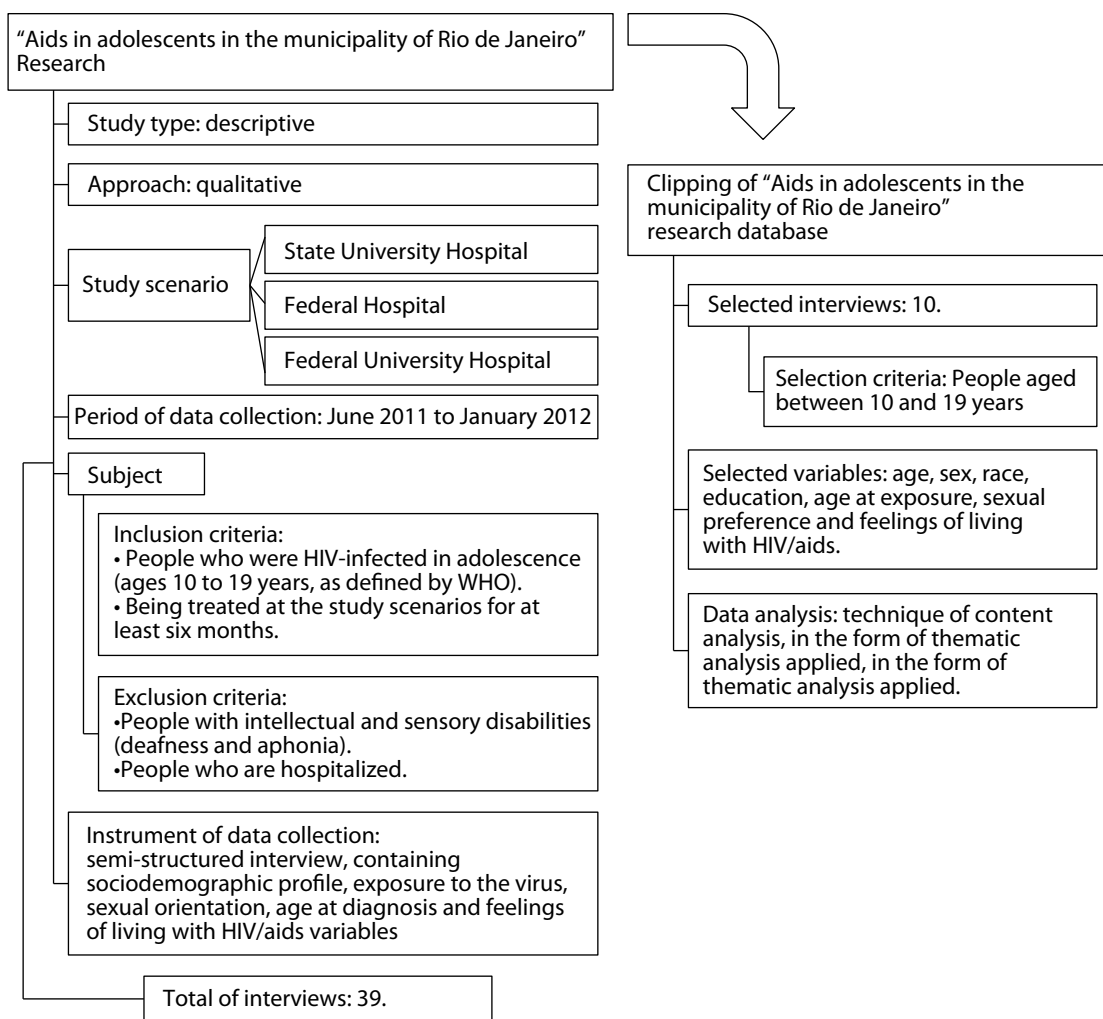 “Aids in adolescents in the municipality of Rio de Janeiro”
Research
Study type: descriptive
Approach: qualitative
Study scenario
State University Hospital
Federal Hospital
Federal University Hospital
Period of data collection: June 2011 to January 2012
Subject
Inclusion criteria:
• People who were HIV-infected in adolescence
(ages 10 to 19 years, as defined by WHO).
• Being treated at the study scenarios for at
least six months.
Exclusion criteria:
•People with intellectual and sensory disabilities
(deafness and aphonia).
•People who are hospitalized.
Instrument of data collection:
semi-structured interview, containing
sociodemographic profile, exposure to the virus,
sexual orientation, age at diagnosis and feelings
of living with HIV/aids variables
Total of interviews: 39.
Clipping of “Aids in adolescents in the
municipality of Rio de Janeiro”
research database
Selected interviews: 10.
Selection criteria: People aged
between 10 and 19 years
Selected variables: age, sex, race,
education, age at exposure, sexual
preference and feelings of living
with HIV/aids.
Data analysis: technique of content
analysis, in the form of thematic
analysis applied, in the form of
thematic analysis applied.